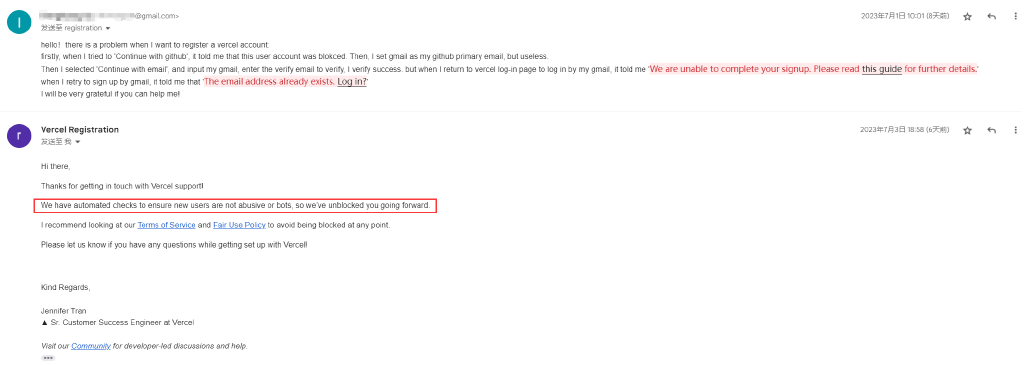 l
@gmail.com>
2023年7月1日 10:01 (8天前)
发送至 registration
hello！there is a problem when I want to register a vercel account:
firstly, when I tried to 'Continue with github', it told me that this user account was blokced. Then, I set gmail as my github primary email, but useless.
Then I selected 'Continue with email', and input my gmail, enter the verify email to verify, I verify success. but when I return to vercel log-in page to log in by my gmail, it told me 'We are unable to complete your signup. Please read this guide for further details.'
when I retry to sign up by gmail, it told me that 'The email address already exists. Log in?'
I will be very grateful if you can help me!
r
Vercel Registration
2023年7月3日 18:58 (6天前)
发送至 我
Hi there,
Thanks for getting in touch with Vercel support!
We have automated checks to ensure new users are not abusive or bots, so we've unblocked you going forward.
I recommend looking at our Terms of Service and Fair Use Policy to avoid being blocked at any point.
Please let us know if you have any questions while getting set up with Vercel!
Kind Regards,
Jennifer Tran
▲ Sr. Customer Success Engineer at Vercel
Visit our Community for developer-led discussions and help.